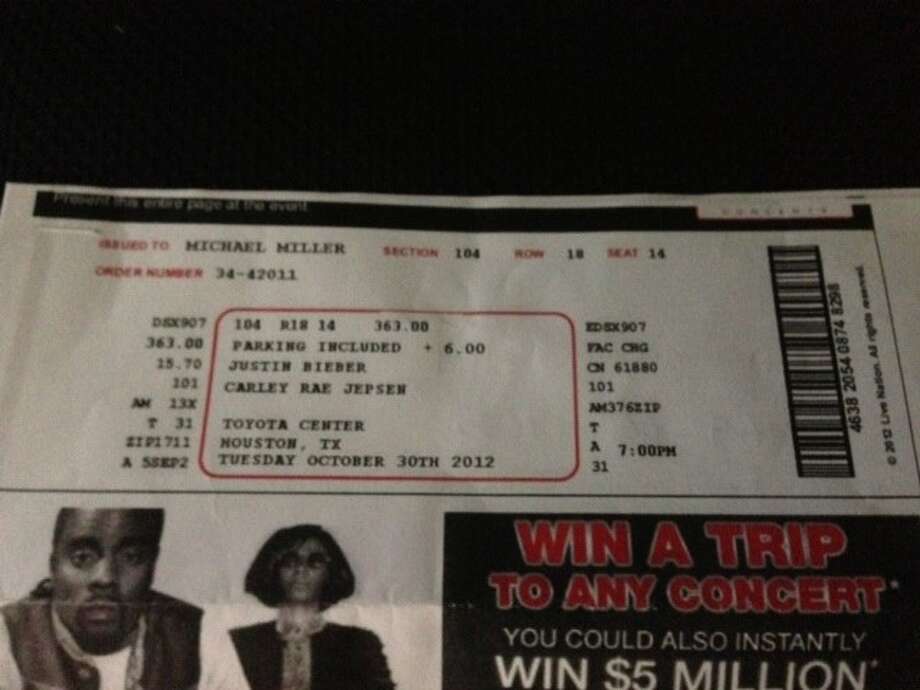 Present this entire page at the event
CONCERTS
ISSUED TO MICHAEL MILLER SECTION 104 ROW 18 SEAT 14
ORDER NUMBER 34-42011
DSX907 104 R18 14 363.00 EDSX907
363.00 PARKING INCLUDED + 6.00 FAC CHG
15.70 JUSTIN BIEBER CN 61880
101 CARLEY RAE JEPSEN 101
AM 13X AM376ZIP
T 31 TOYOTA CENTER T
ZIP1711 HOUSTON, TX A 7:00PM
A 5SEP2 TUESDAY OCTOBER 30TH 2012 31
4638 2054 0874 8298
© 2012 Live Nation. All rights reserved.
WIN A TRIP
TO ANY CONCERT*
YOU COULD ALSO INSTANTLY
WIN $5 MILLION*